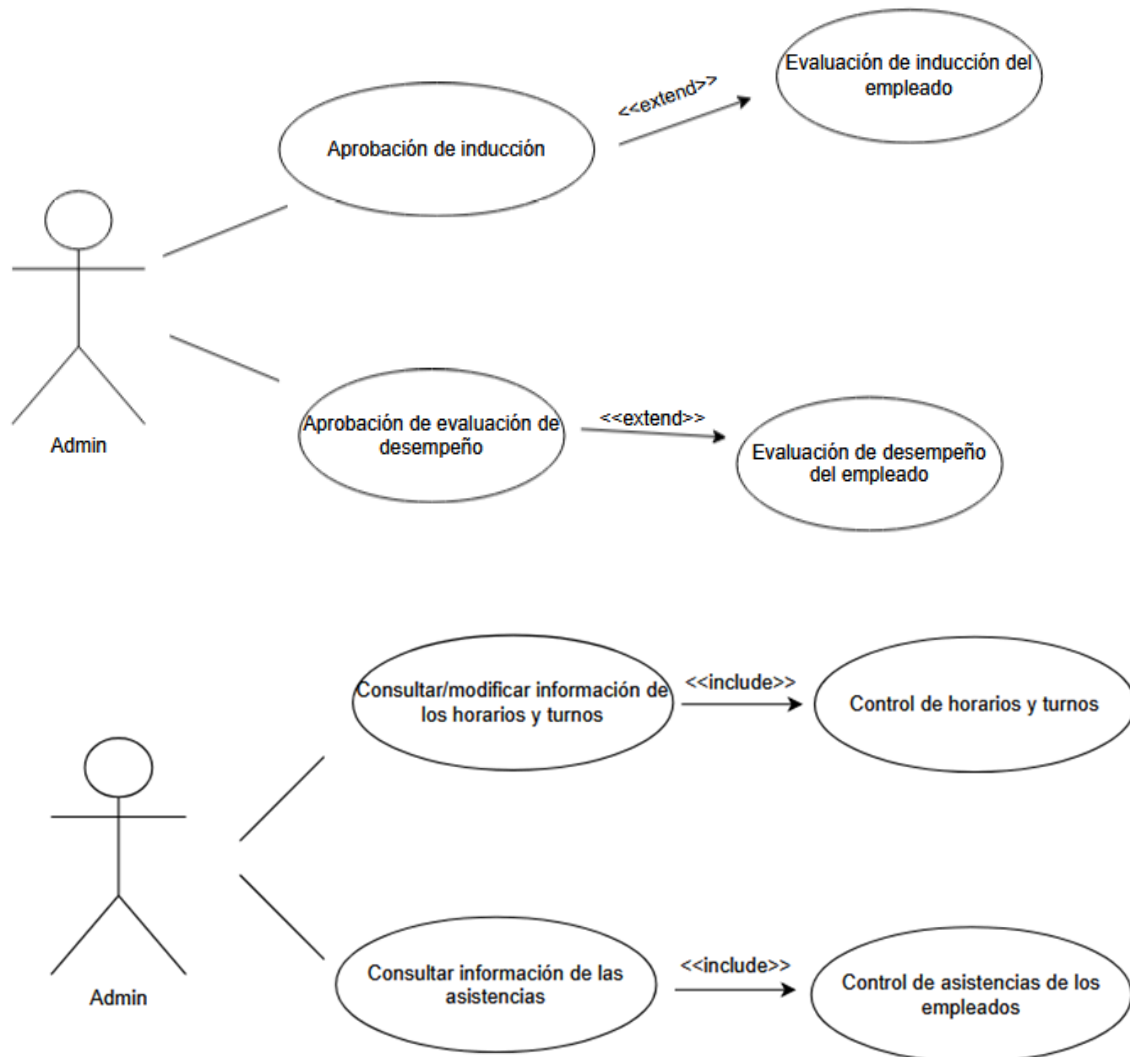 Evaluación de inducción del
empleado
<<extend>>
Aprobación de inducción
Admin
Aprobación de evaluación de
desempeño
<<extend>>
Evaluación de desempeño
del empleado
Consultar/modificar información de
los horarios y turnos
<<include>>
Control de horarios y turnos
Admin
Consultar información de las
asistencias
<<include>>
Control de asistencias de los
empleados